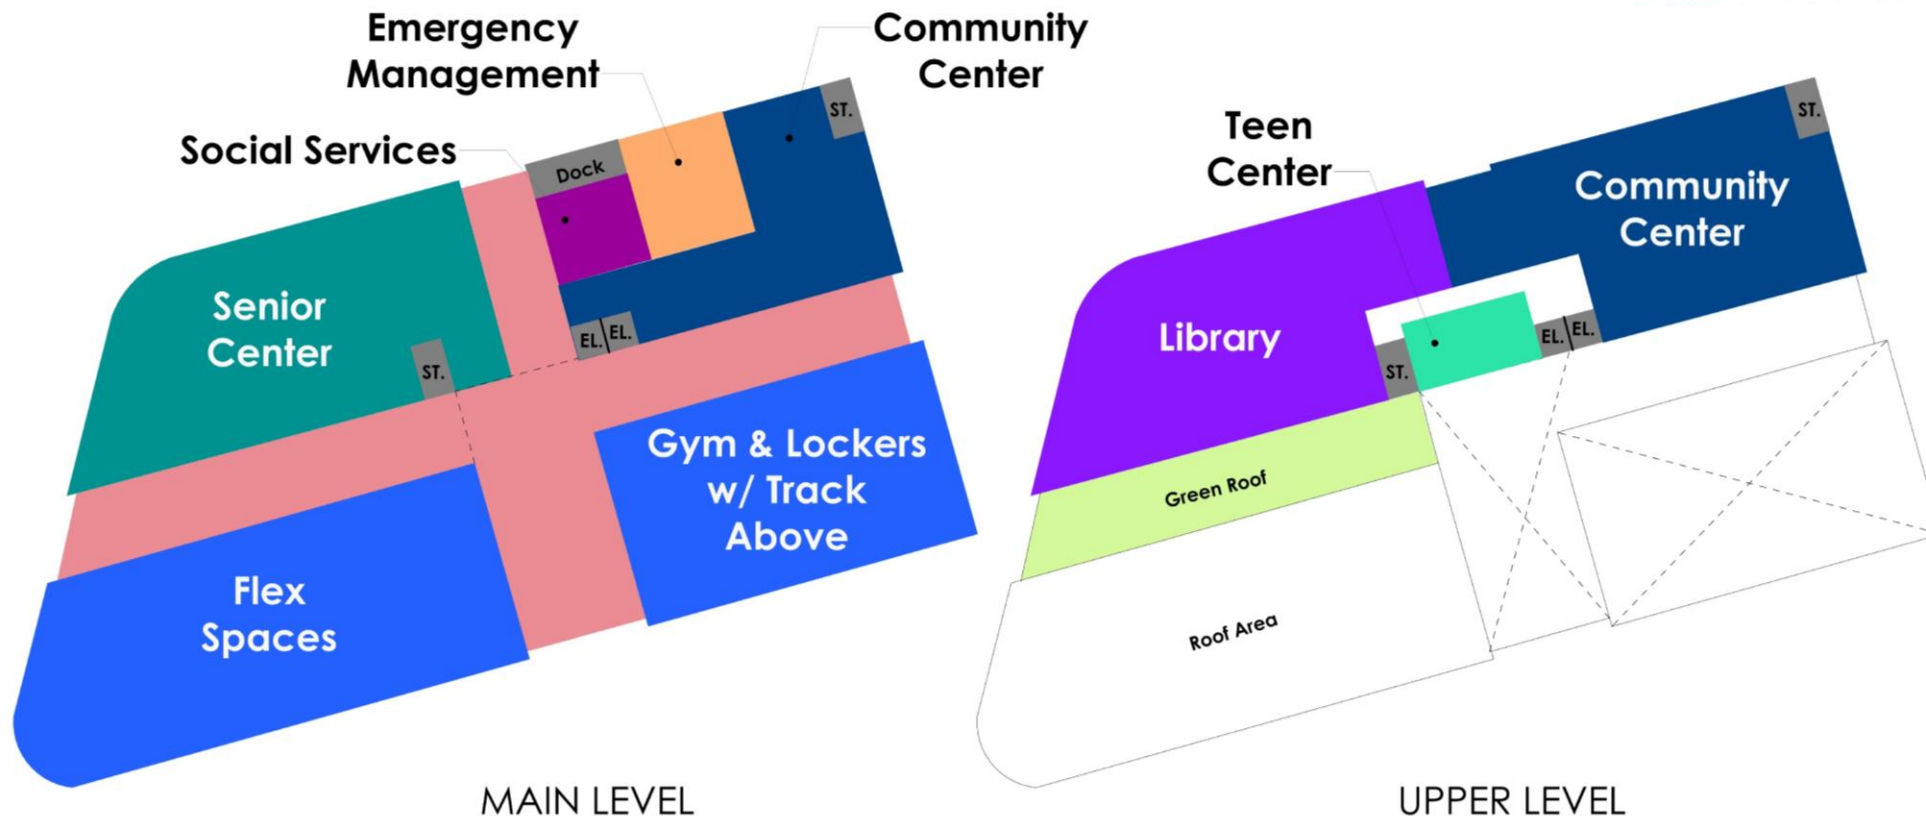 Emergency
Management
Community
Center
Social Services
Dock
ST.
Senior
Center
ST.
EL.
EL.
Gym & Lockers
w/ Track
Above
Flex
Spaces
MAIN LEVEL
Teen
Center
ST.
Community
Center
Library
ST.
EL.
EL.
Green Roof
Roof Area
UPPER LEVEL